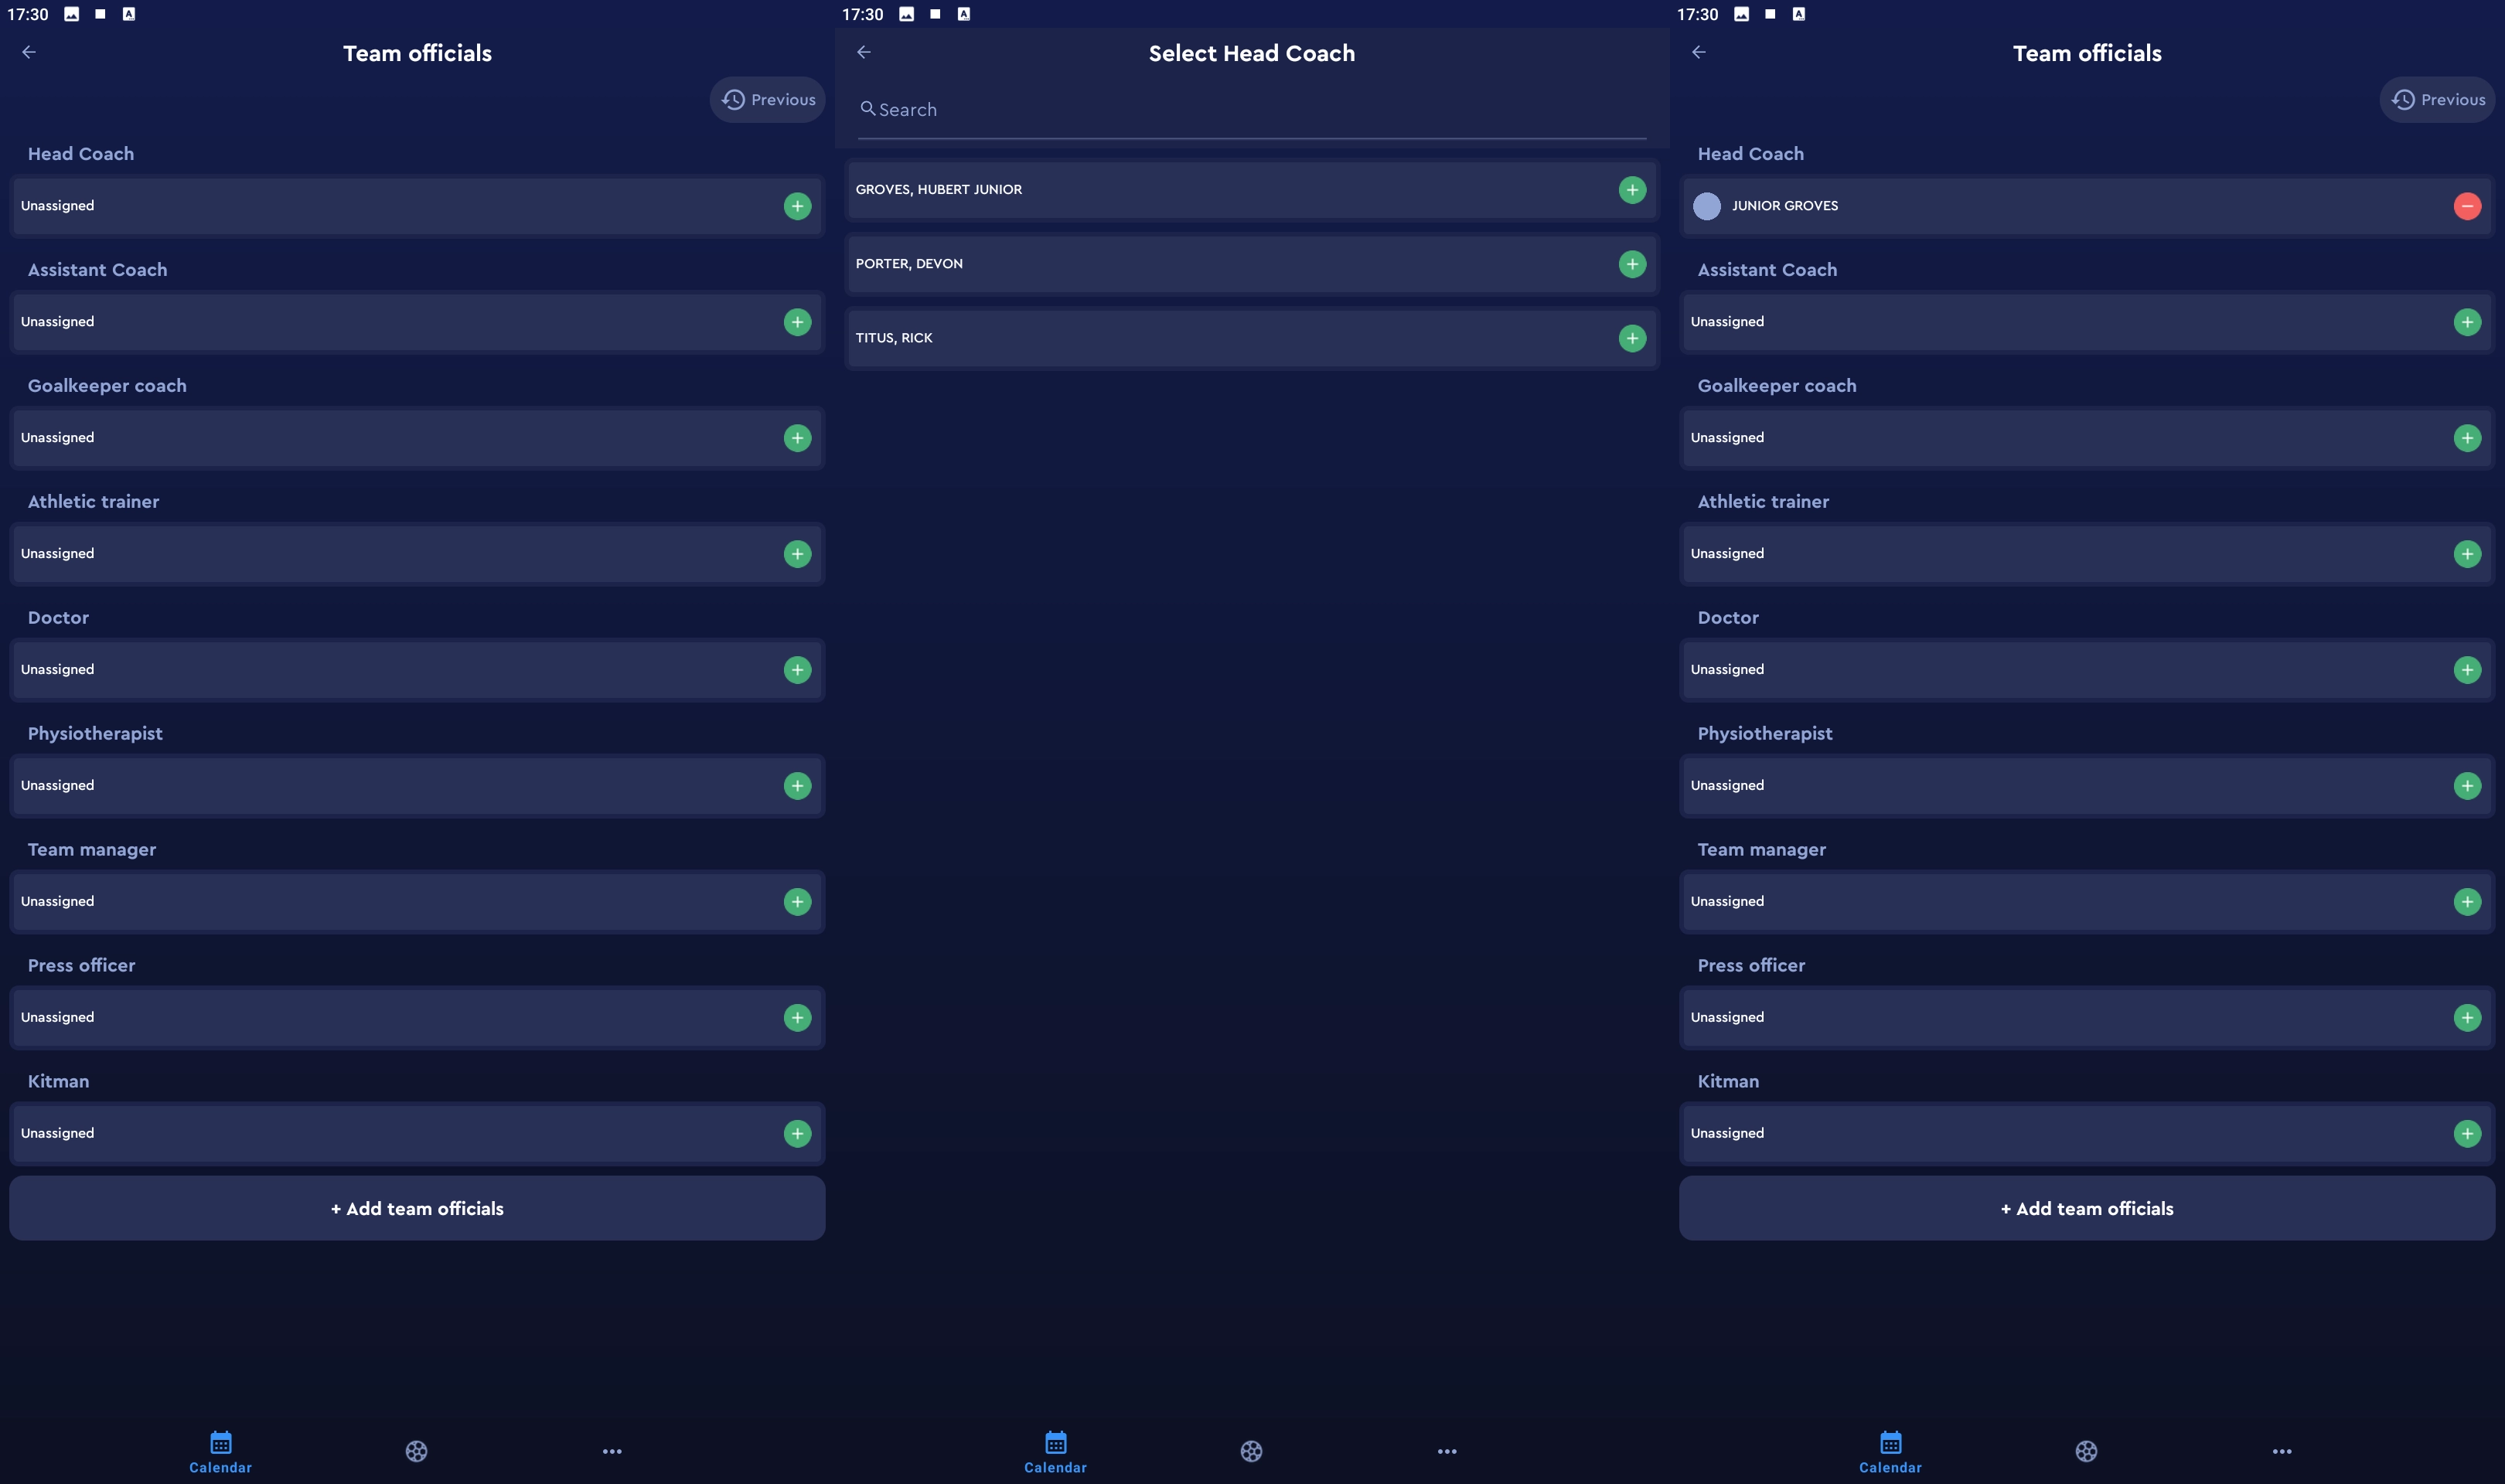 17:30
Team officials
Previous
Head Coach
Unassigned
Assistant Coach
Unassigned
Goalkeeper coach
Unassigned
Athletic trainer
Unassigned
Doctor
Unassigned
Physiotherapist
Unassigned
Team manager
Unassigned
Press officer
Unassigned
Kitman
Unassigned
+ Add team officials
Calendar
17:30
Select Head Coach
Search
GROVES, HUBERT JUNIOR
PORTER, DEVON
TITUS, RICK
Calendar
17:30
Team officials
Previous
Head Coach
JUNIOR GROVES
Assistant Coach
Unassigned
Goalkeeper coach
Unassigned
Athletic trainer
Unassigned
Doctor
Unassigned
Physiotherapist
Unassigned
Team manager
Unassigned
Press officer
Unassigned
Kitman
Unassigned
+ Add team officials
Calendar